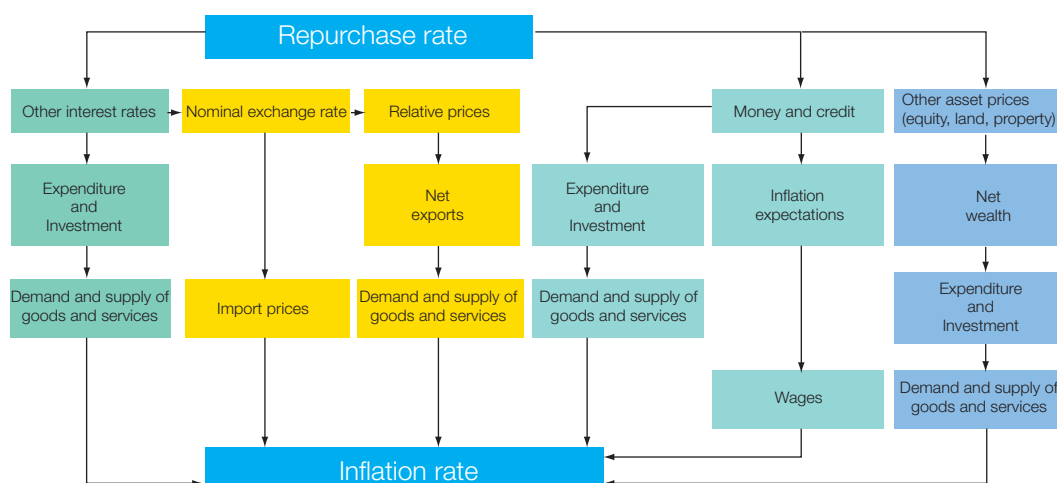 Repurchase rate
Other interest rates
Nominal exchange rate
Relative prices
Money and credit
Other asset prices
(equity, land, property)
Expenditure
and
Investment
Net
exports
Expenditure
and
Investment
Inflation
expectations
Net
wealth
Demand and supply of
goods and services
Import prices
Demand and supply of
goods and services
Demand and supply of
goods and services
Expenditure
and
Investment
Wages
Demand and supply of
goods and services
Inflation rate